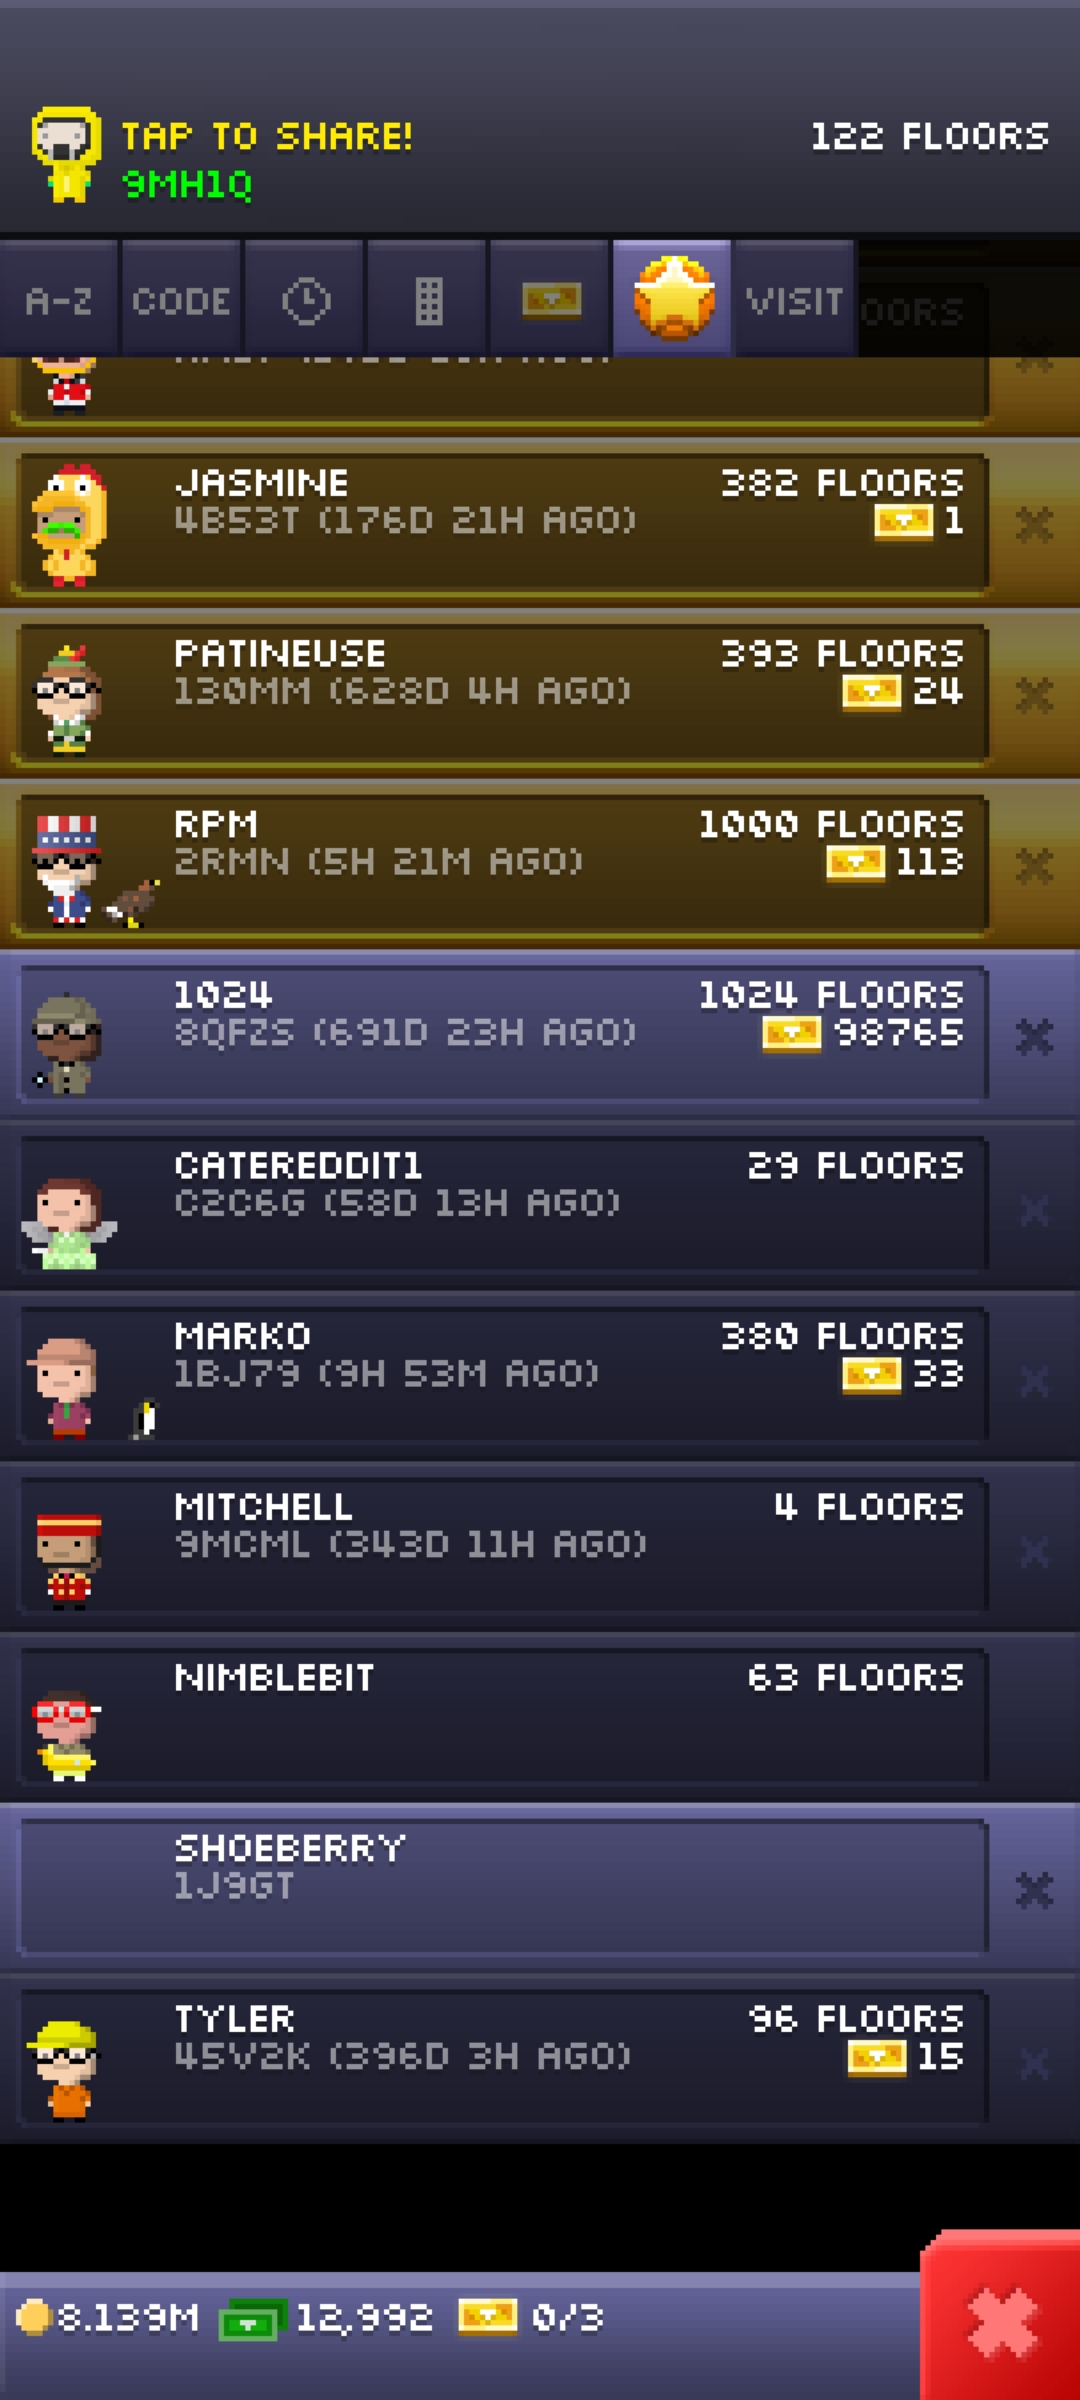 TAP TO SHARE!
122 FLOORS
9MH1Q
A-Z CODE VISIT
JASMINE 382 FLOORS
4B53T (176D 21H AGO) 1
PATINEUSE 393 FLOORS
130MM (628D 4H AGO) 24
RPM 1000 FLOORS
2RMN (5H 21M AGO) 113
1024 1024 FLOORS
8QFZS (691D 23H AGO) 98765
CATEREDDIT1 29 FLOORS
C2C6G (58D 13H AGO)
MARKO 380 FLOORS
1BJ79 (9H 53M AGO) 33
MITCHELL 4 FLOORS
9MCML (343D 11H AGO)
NIMBLEBIT 63 FLOORS
SHOEBERRY
1J9GT
TYLER 96 FLOORS
45V2K (396D 3H AGO) 15
8.139M 12,992 0/3